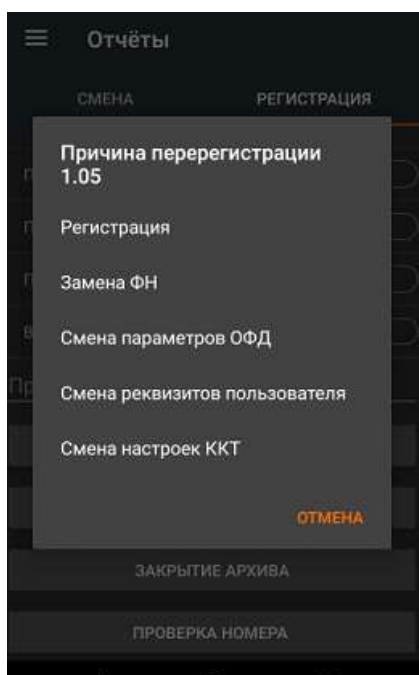 Отчёты
СМЕНА РЕГИСТРАЦИЯ
Причина перерегистрации
1.05
Регистрация
Замена ФН
Смена параметров ОФД
Смена реквизитов пользователя
Смена настроек ККТ
ОТМЕНА
ЗАКРЫТИЕ АРХИВА
ПРОВЕРКА НОМЕРА